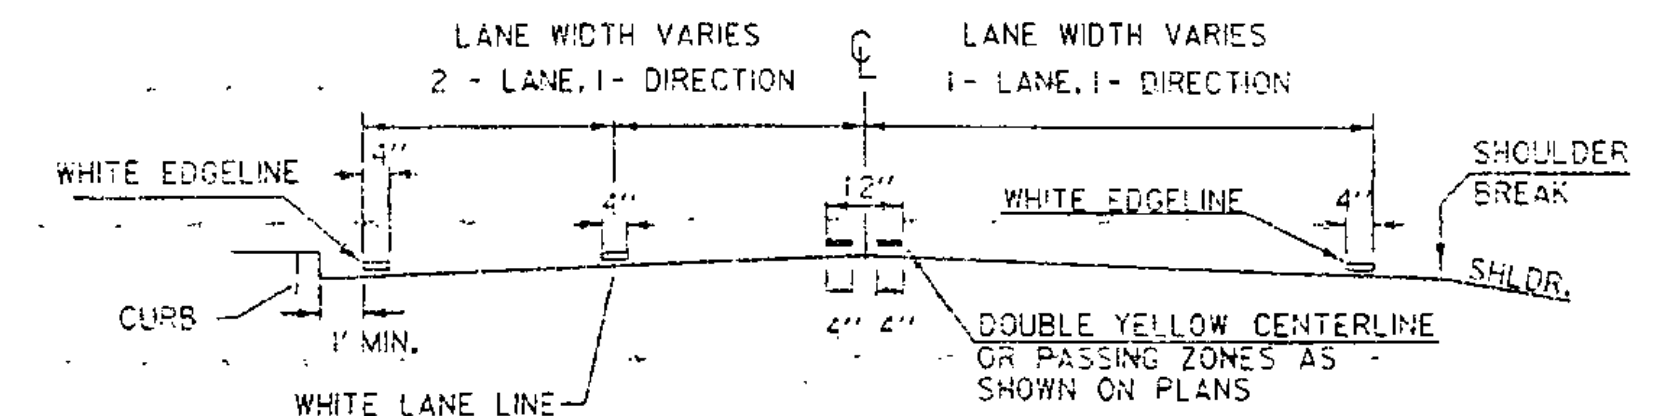 LANE WIDTH VARIES
2 - LANE, 1 - DIRECTION
℄
LANE WIDTH VARIES
1 - LANE, 1 - DIRECTION
WHITE EDGELINE
4"
4"
12"
WHITE EDGELINE
4"
SHOULDER
BREAK
CURB
1' MIN.
4" 4"
SHLDR.
DOUBLE YELLOW CENTERLINE
OR PASSING ZONES AS
SHOWN ON PLANS
WHITE LANE LINE